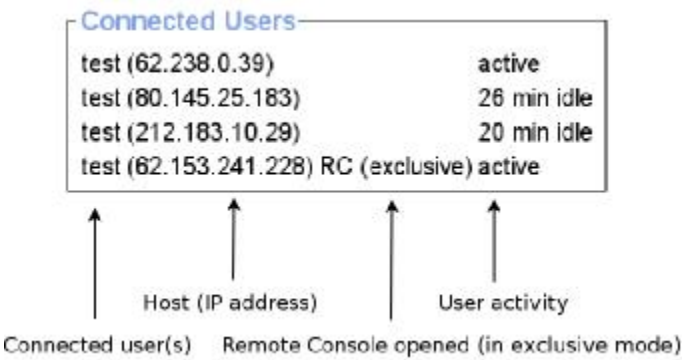 Connected Users
test (62.238.0.39) active
test (80.145.25.183) 26 min idle
test (212.183.10.29) 20 min idle
test (62.153.241.228) RC (exclusive) active
Host (IP address) User activity
Connected user(s) Remote Console opened (in exclusive mode)